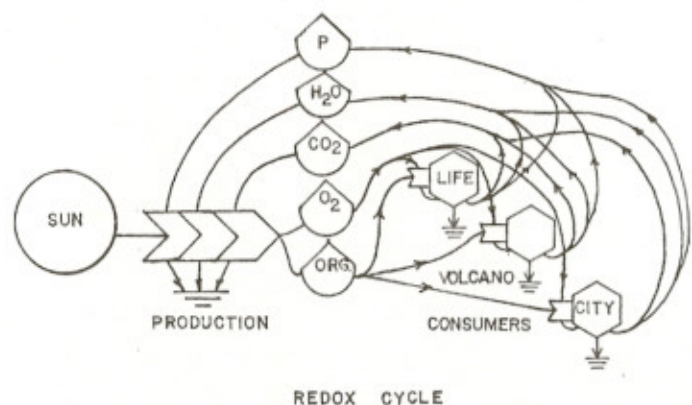 P
H₂O
CO₂
O₂
ORG.
SUN
LIFE
VOLCANO
CITY
PRODUCTION
CONSUMERS
REDOX CYCLE